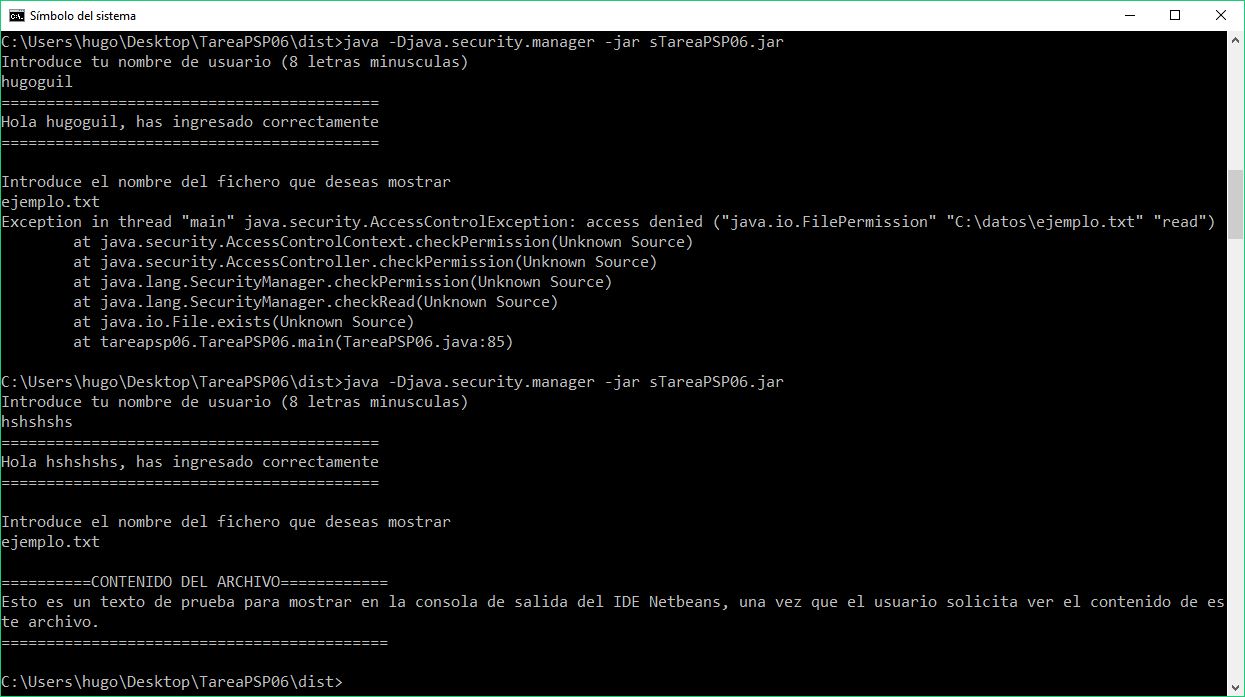 Símbolo del sistema
C:\Users\hugo\Desktop\TareaPSP06\dist>java -Djava.security.manager -jar sTareaPSP06.jar
Introduce tu nombre de usuario (8 letras minusculas)
hugoguil
==========================================
Hola hugoguil, has ingresado correctamente
==========================================
Introduce el nombre del fichero que deseas mostrar
ejemplo.txt
Exception in thread "main" java.security.AccessControlException: access denied ("java.io.FilePermission" "C:\datos\ejemplo.txt" "read")
        at java.security.AccessControlContext.checkPermission(Unknown Source)
        at java.security.AccessController.checkPermission(Unknown Source)
        at java.lang.SecurityManager.checkPermission(Unknown Source)
        at java.lang.SecurityManager.checkRead(Unknown Source)
        at java.io.File.exists(Unknown Source)
        at tareapsp06.TareaPSP06.main(TareaPSP06.java:85)
C:\Users\hugo\Desktop\TareaPSP06\dist>java -Djava.security.manager -jar sTareaPSP06.jar
Introduce tu nombre de usuario (8 letras minusculas)
hshshshs
==========================================
Hola hshshshs, has ingresado correctamente
==========================================
Introduce el nombre del fichero que deseas mostrar
ejemplo.txt
==========CONTENIDO DEL ARCHIVO============
Esto es un texto de prueba para mostrar en la consola de salida del IDE Netbeans, una vez que el usuario solicita ver el contenido de es
te archivo.
===========================================
C:\Users\hugo\Desktop\TareaPSP06\dist>